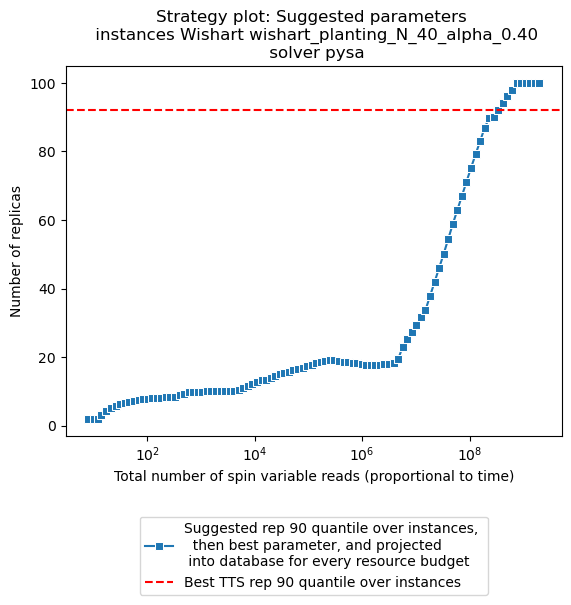 Strategy plot: Suggested parameters
instances Wishart wishart_planting_N_40_alpha_0.40
solver pysa
Number of replicas
100
80
60
40
20
0
10^2
10^4
10^6
10^8
Total number of spin variable reads (proportional to time)
Suggested rep 90 quantile over instances,
then best parameter, and projected
into database for every resource budget
Best TTS rep 90 quantile over instances